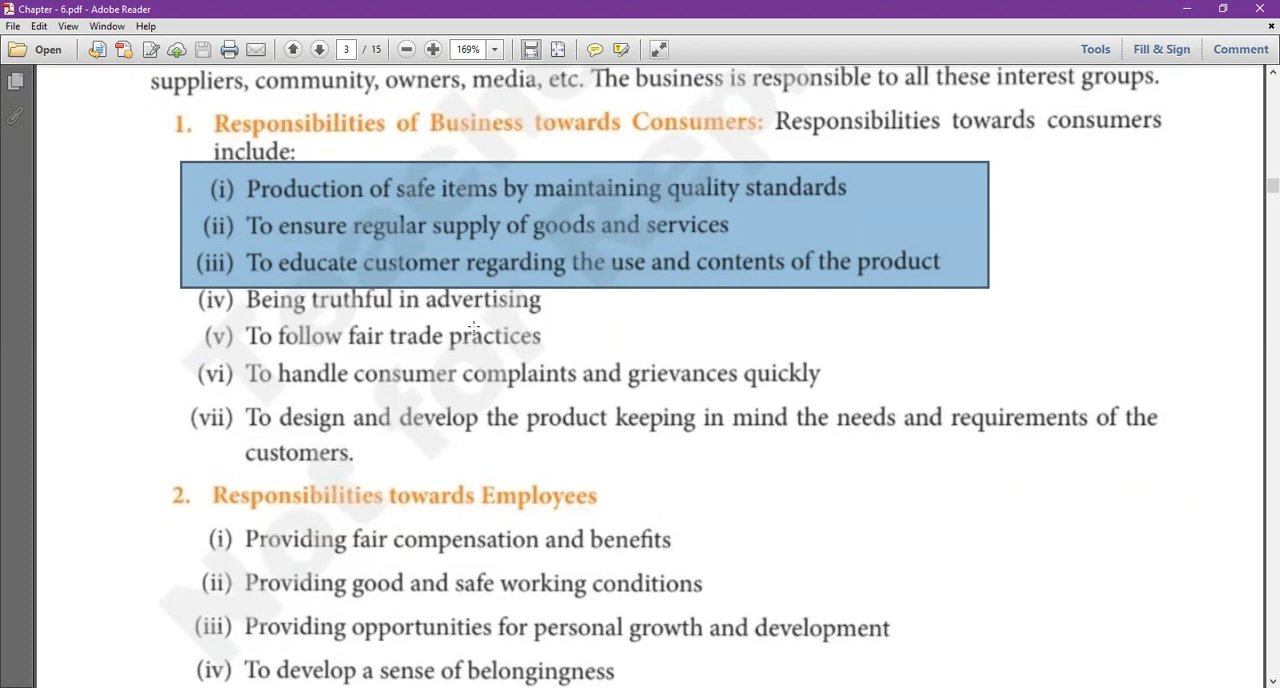 Chapter - 6.pdf - Adobe Reader
File Edit View Window Help
Open 3 / 15 169% Tools Fill & Sign Comment
suppliers, community, owners, media, etc. The business is responsible to all these interest groups.
1. Responsibilities of Business towards Consumers: Responsibilities towards consumers
include:
(i) Production of safe items by maintaining quality standards
(ii) To ensure regular supply of goods and services
(iii) To educate customer regarding the use and contents of the product
(iv) Being truthful in advertising
(v) To follow fair trade practices
(vi) To handle consumer complaints and grievances quickly
(vii) To design and develop the product keeping in mind the needs and requirements of the
customers.
2. Responsibilities towards Employees
(i) Providing fair compensation and benefits
(ii) Providing good and safe working conditions
(iii) Providing opportunities for personal growth and development
(iv) To develop a sense of belongingness